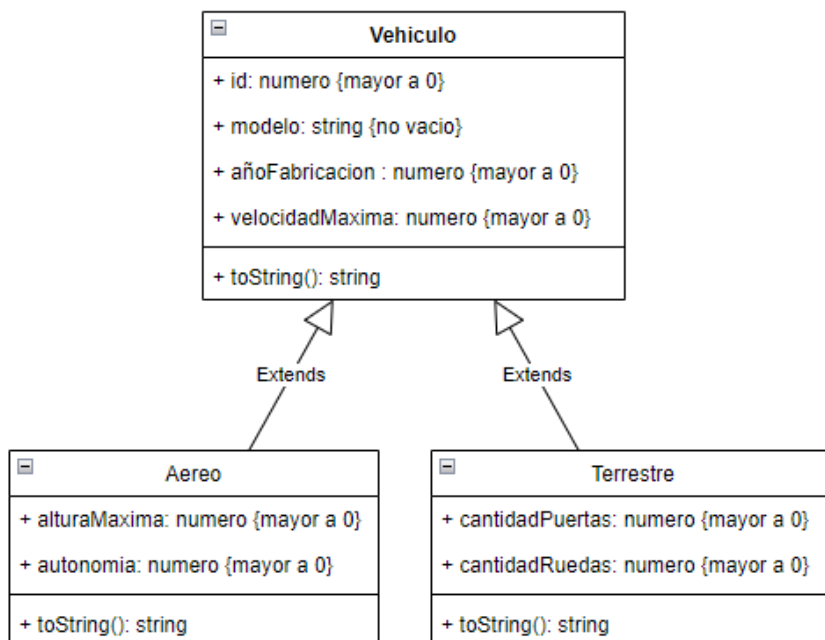 Vehiculo
+ id: numero {mayor a 0}
+ modelo: string {no vacio}
+ añoFabricacion : numero {mayor a 0}
+ velocidadMaxima: numero {mayor a 0}
+ toString(): string
Extends
Extends
Aereo
+ alturaMaxima: numero {mayor a 0}
+ autonomia: numero {mayor a 0}
+ toString(): string
Terrestre
+ cantidadPuertas: numero {mayor a 0}
+ cantidadRuedas: numero {mayor a 0}
+ toString(): string